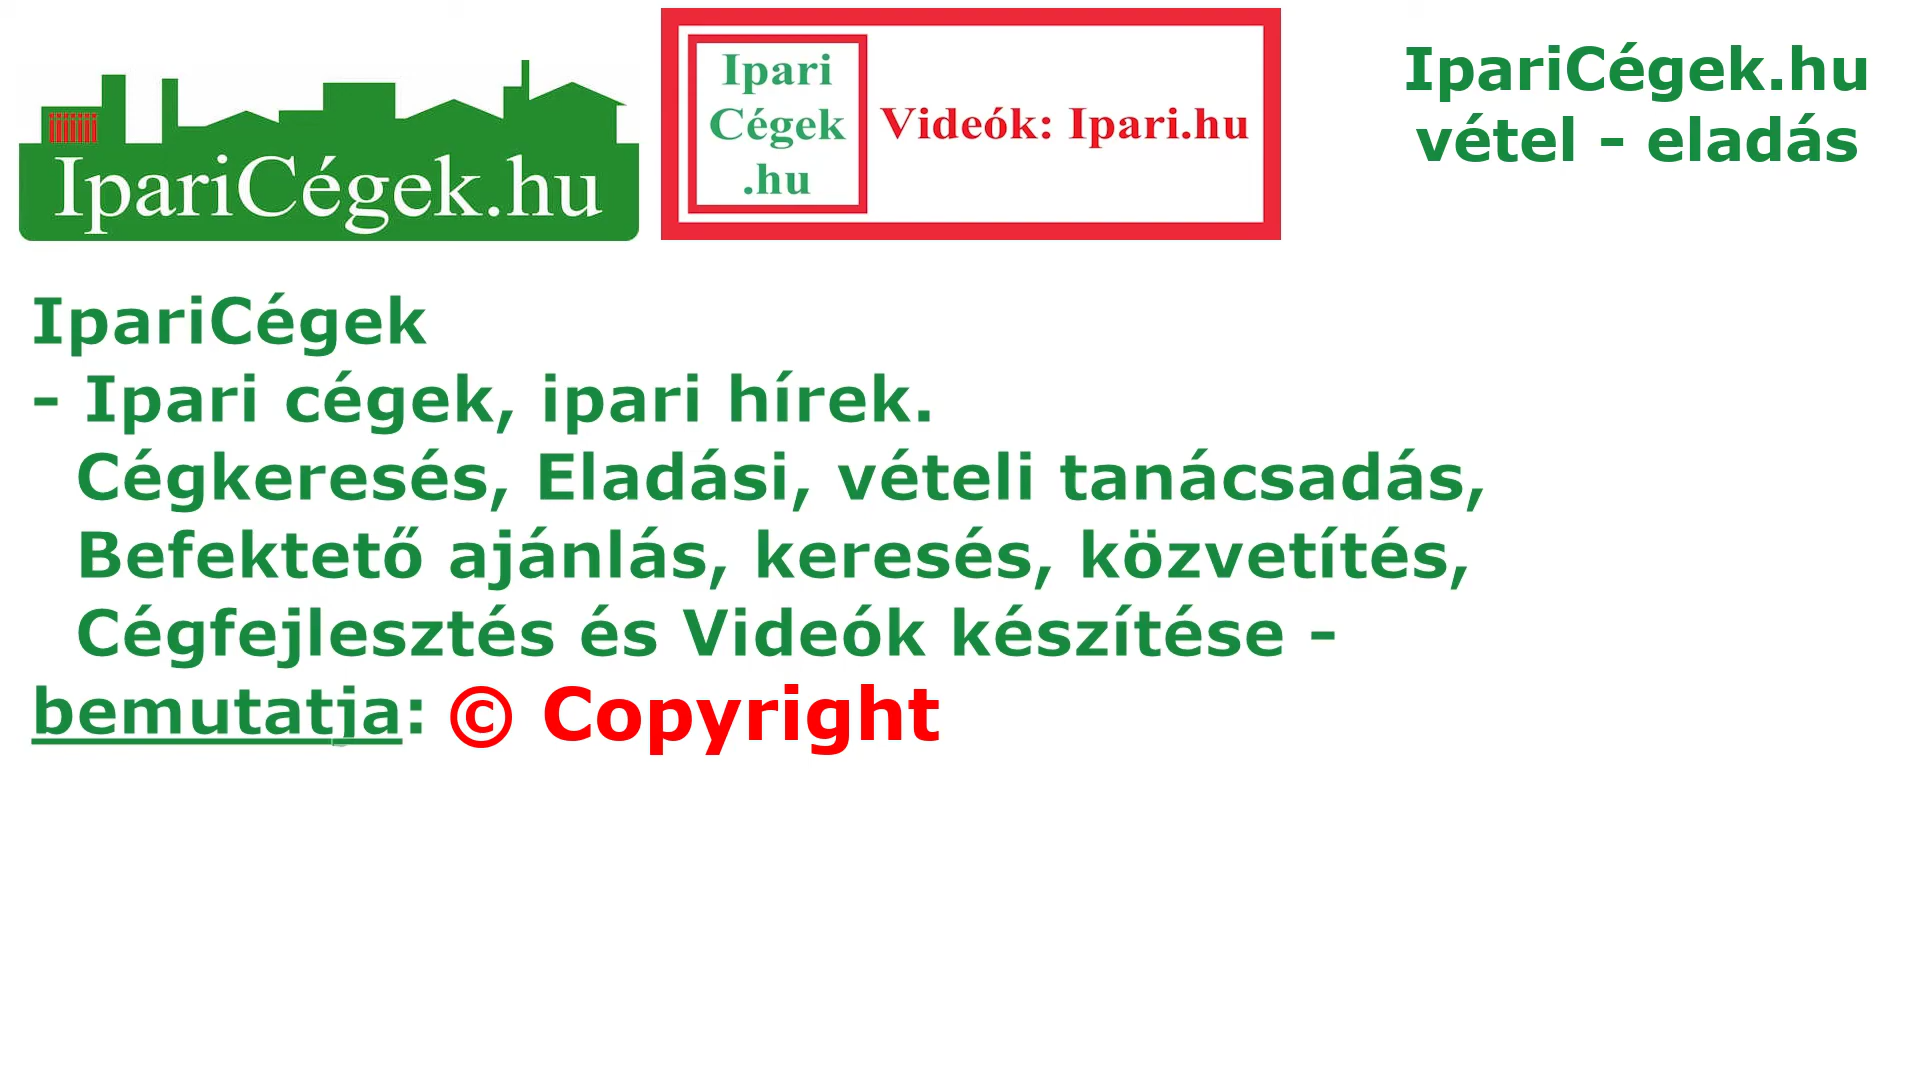 IpariCégek.hu
Ipari
Cégek
.hu
Videók: Ipari.hu
IpariCégek.hu
vétel - eladás
IpariCégek
- Ipari cégek, ipari hírek.
Cégkeresés, Eladási, vételi tanácsadás,
Befektető ajánlás, keresés, közvetítés,
Cégfejlesztés és Videók készítése -
bemutatja: © Copyright